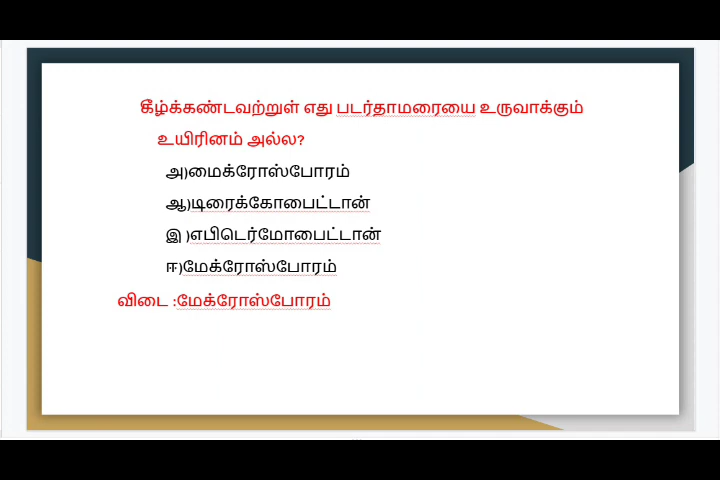 கீழ்க்கண்டவற்றுள் எது படர்தாமரையை உருவாக்கும்
உயிரினம் அல்ல?
அ)மைக்ரோஸ்போரம்
ஆ)டிரைக்கோபைட்டான்
இ )எபிடெர்மோபைட்டான்
ஈ)மேக்ரோஸ்போரம்
விடை :மேக்ரோஸ்போரம்